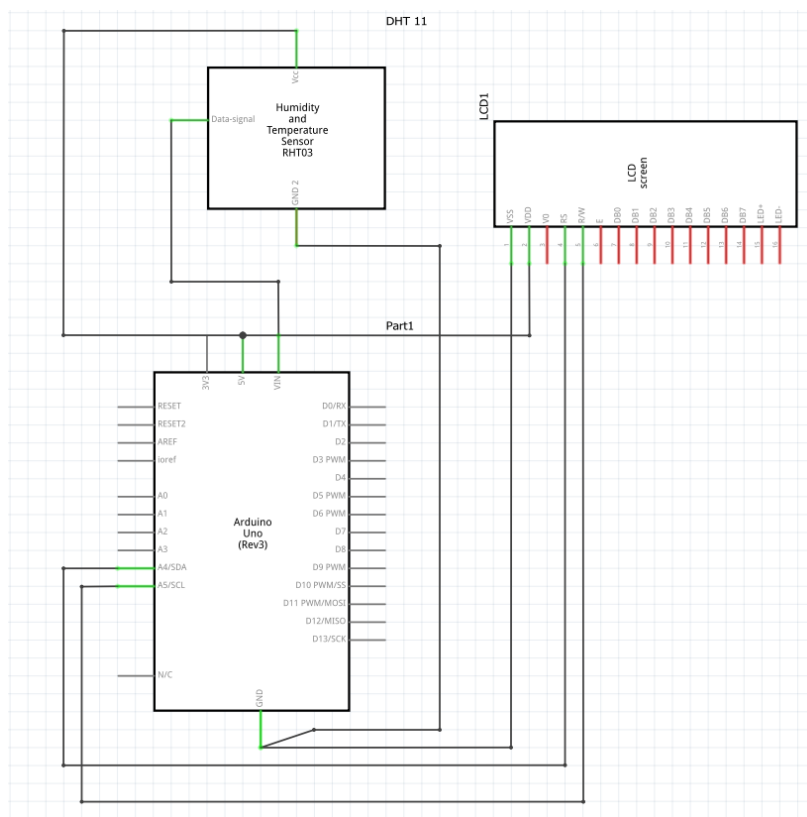 DHT 11
Vcc
Humidity
and
Temperature
Sensor
RHT03
Data-signal
GND 2
LCD1
LCD
screen
VSS
VDD
V0
RS
R/W
E
DB0
DB1
DB2
DB3
DB4
DB5
DB6
DB7
LED+
LED-
1
2
3
4
5
6
7
8
9
10
11
12
13
14
15
16
Part1
3V3
5V
VIN
RESET
RESET2
AREF
ioref
A0
A1
A2
A3
A4/SDA
A5/SCL
N/C
Arduino
Uno
(Rev3)
D0/RX
D1/TX
D2
D3 PWM
D4
D5 PWM
D6 PWM
D7
D8
D9 PWM
D10 PWM/SS
D11 PWM/MOSI
D12/MISO
D13/SCK
GND